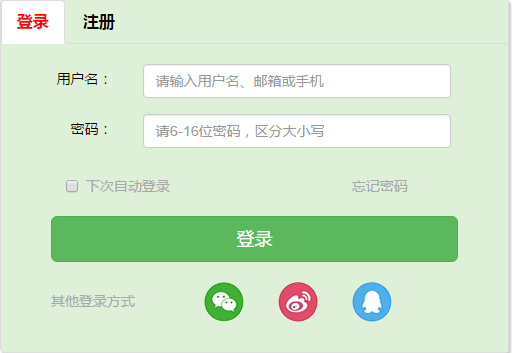 登录 注册
用户名： 请输入用户名、邮箱或手机
密码： 请6-16位密码，区分大小写
下次自动登录 忘记密码
登录
其他登录方式